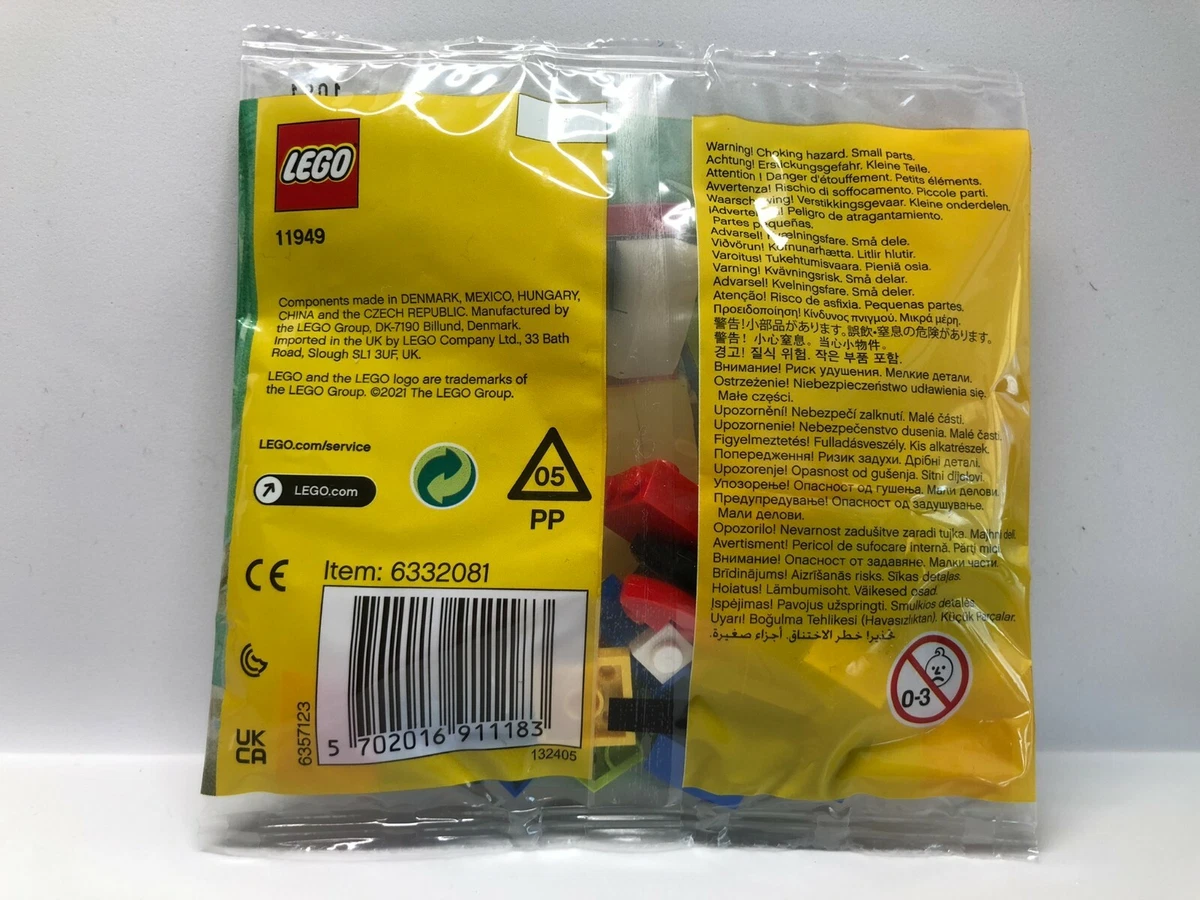 LEGO
11949
Components made in DENMARK, MEXICO, HUNGARY,
CHINA and the CZECH REPUBLIC. Manufactured by
the LEGO Group, DK-7190 Billund, Denmark.
Imported in the UK by LEGO Company Ltd., 33 Bath
Road, Slough SL1 3UF, UK.
LEGO and the LEGO logo are trademarks of
the LEGO Group. ©2021 The LEGO Group.
LEGO.com/service
LEGO.com
05
PP
CE
Item: 6332081
UK
CA
6357123
5 702016 911183
132405
Warning! Choking hazard. Small parts.
Achtung! Erstickungsgefahr. Kleine Teile.
Attention ! Danger d'étouffement. Petits éléments.
Avvertenza! Rischio di soffocamento. Piccole parti.
Verstikkingsgevaar. Kleine onderdelen.
Peligro de atragantamiento.
Partes pequeñas.
Advarsel! Kvælningsfare. Små dele.
Viðvörun! Köfnunarhætta. Litlir hlutir.
Varoitus! Tukehtumisvaara. Pieniä osia.
Varning! Kvävningsrisk. Små delar.
Advarsel! Kvelningsfare. Små deler.
Atenção! Risco de asfixia. Pequenas partes.
Προειδοποίηση! Κίνδυνος πνιγμού. Μικρά μέρη.
警告!小部品があります。誤飲•窒息の危険があります。
警告! 小心窒息。当心小物件。
경고! 질식 위험. 작은 부품 포함.
Внимание! Риск удушения. Мелкие детали.
Ostrzeżenie! Niebezpieczeństwo udławienia się.
Małe części.
Upozornění! Nebezpečí zalknutí. Malé části.
Upozornenie! Nebezpečenstvo dusenia. Malé časti.
Figyelmeztetés! Fulladásveszély. Kis alkatrészek.
Попередження! Ризик задухи. Дрібні деталі.
Upozorenje! Opasnost od gušenja. Sitni dijelovi.
Упозорење! Опасност од гушења. Мали делови.
Предупредување! Опасност од задушување.
Мали делови.
Opozorilo! Nevarnost zadušitve zaradi tujka. Majhni deli.
Avertisment! Pericol de sufocare internă. Părți mici.
Внимание! Опасност от задавяне. Малки части.
Brīdinājums! Aizrīšanās risks. Sīkas detaļas.
Hoiatus! Lämbumisoht. Väikesed osad.
Įspėjimas! Pavojus užspringti. Smulkios detalės.
Uyarı! Boğulma Tehlikesi (Havasızlıktan). Küçük Parçalar.
تحذير! خطر الاختناق. أجزاء صغيرة.
0-3